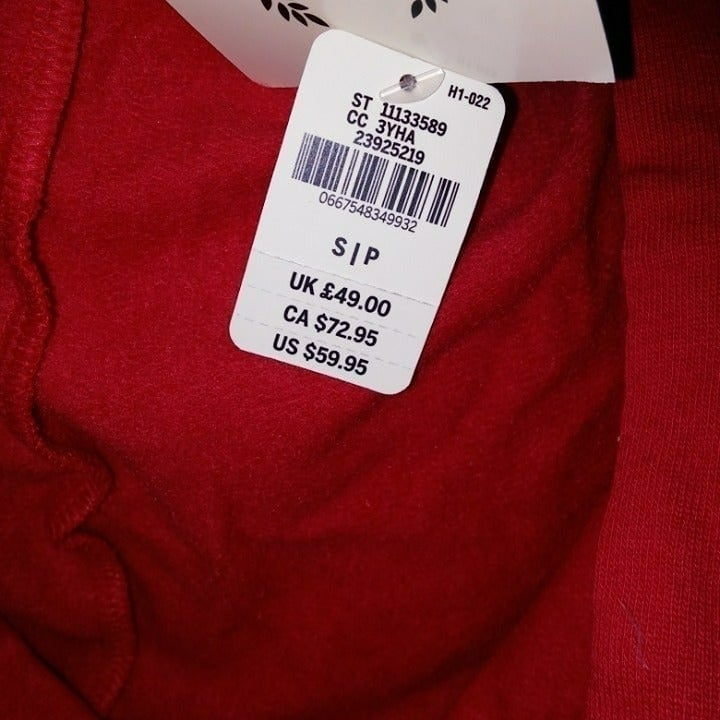 H1-022
ST 11133589
CC 3YHA
23925219
0667548349932
S|P
UK £49.00
CA $72.95
US $59.95